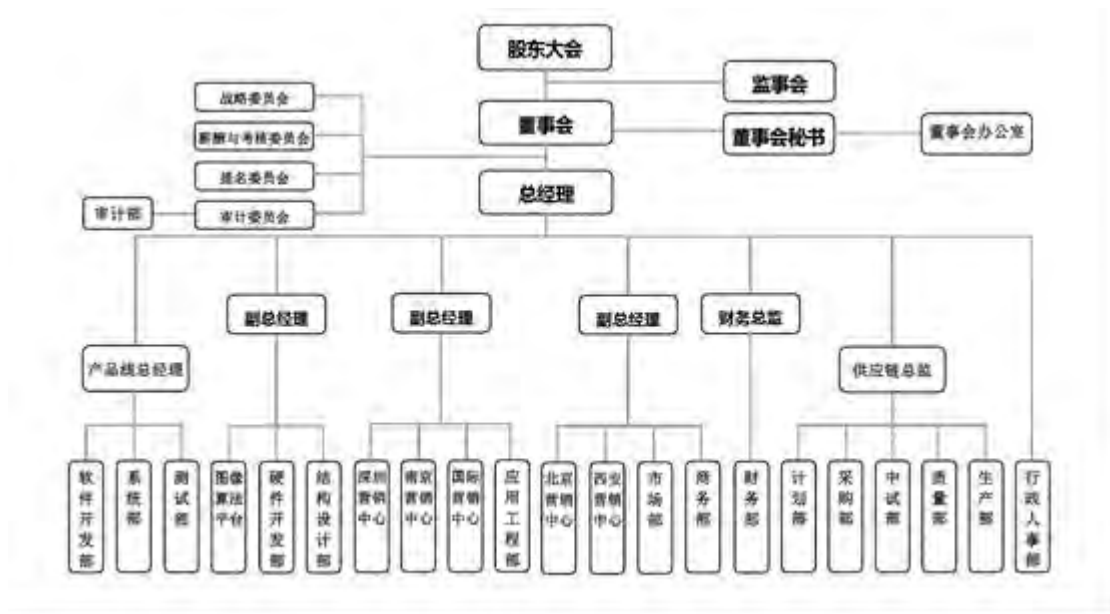 股东大会
监事会
战略委员会
董事会
薪酬与考核委员会
董事会秘书
董事会办公室
提名委员会
总经理
审计部
审计委员会
副总经理
副总经理
副总经理
财务总监
产品线总经理
供应链总监
软件开发部
系统部
测试部
图像算法平台
硬件开发部
结构设计部
深圳营销中心
南京营销中心
国际营销中心
应用工程部
北京营销中心
西安营销中心
市场部
商务部
财务部
计划部
采购部
中试部
质量部
生产部
行政人事部